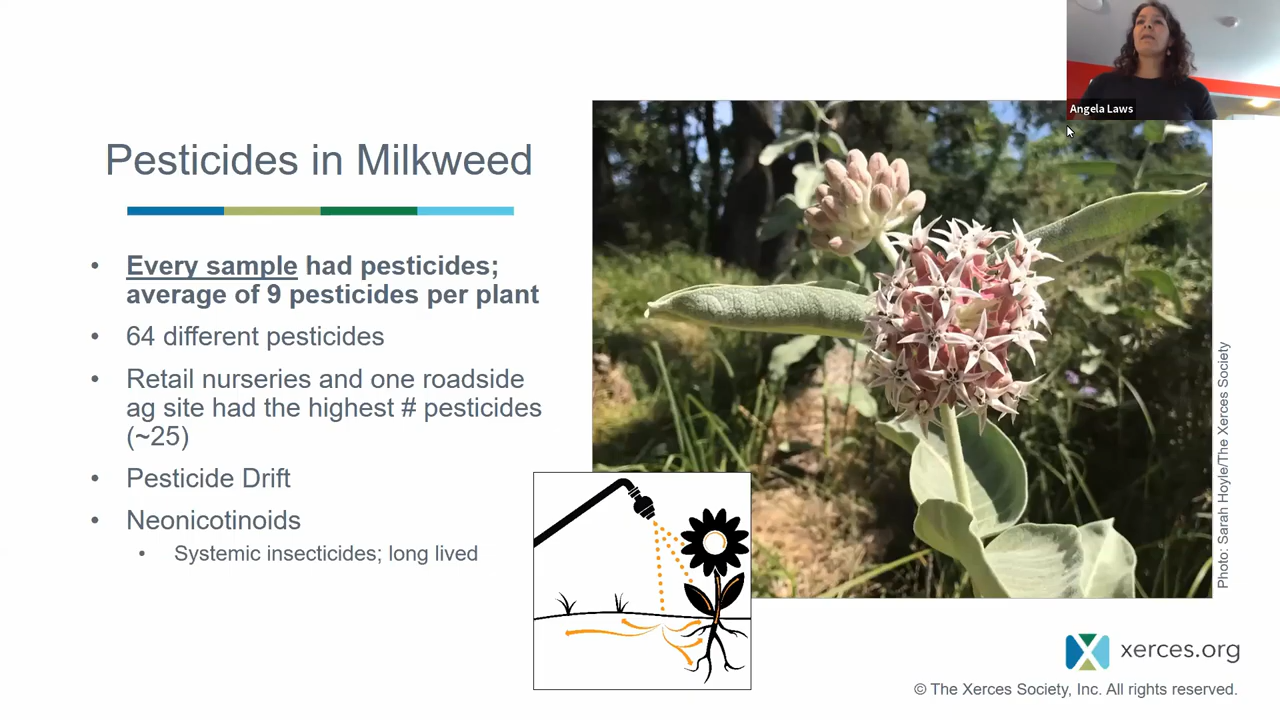 Angela Laws
Pesticides in Milkweed
• Every sample had pesticides;
average of 9 pesticides per plant
• 64 different pesticides
• Retail nurseries and one roadside
ag site had the highest # pesticides
(~25)
• Pesticide Drift
• Neonicotinoids
• Systemic insecticides; long lived
Photo: Sarah Hoyle/The Xerces Society
xerces.org
© The Xerces Society, Inc. All rights reserved.